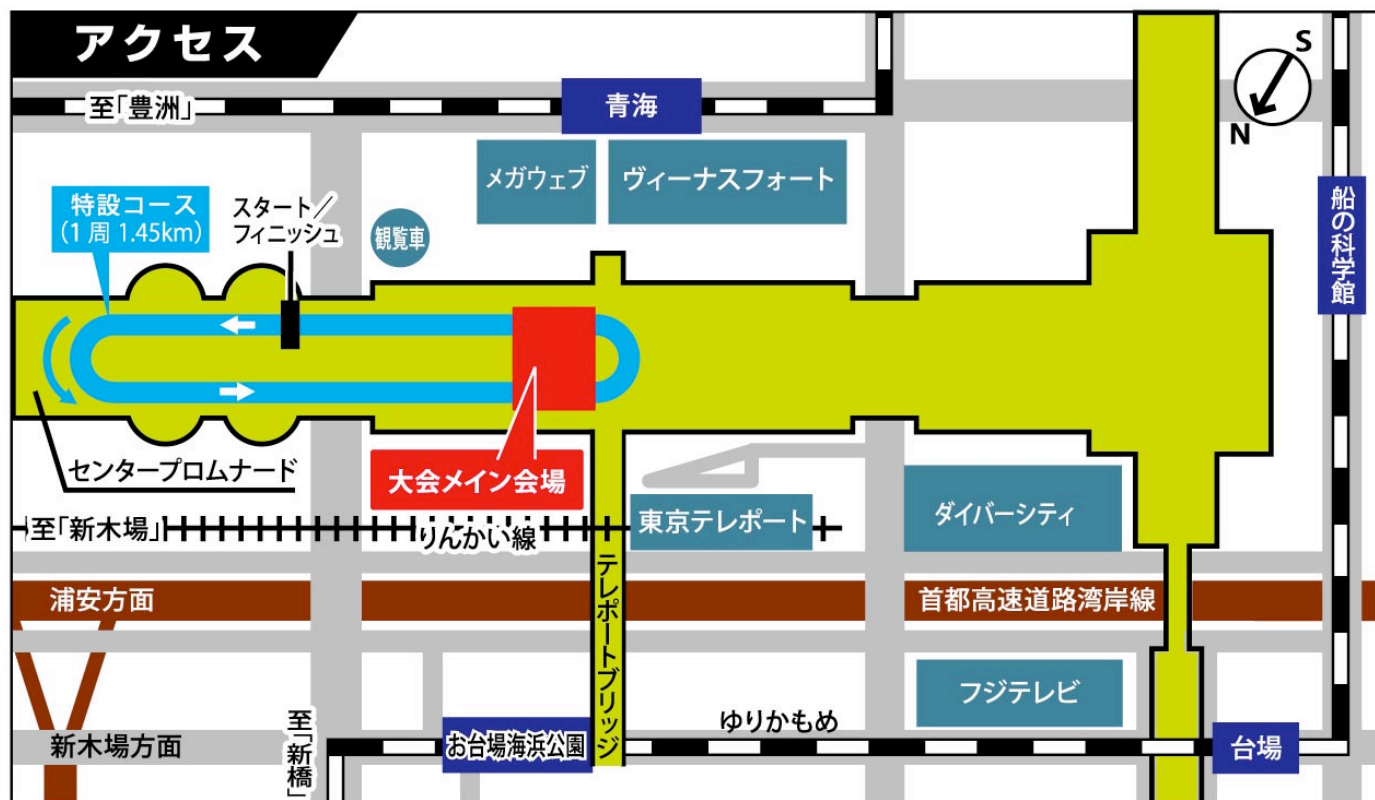 アクセス
至「豊洲」
青海
S
N
メガウェブ
ヴィーナスフォート
特設コース
(1周 1.45km)
スタート/
フィニッシュ
観覧車
船の科学館
センタープロムナード
大会メイン会場
至「新木場」
りんかい線
東京テレポート
ダイバーシティ
テレポートブリッジ
浦安方面
首都高速道路湾岸線
フジテレビ
新木場方面
至「新橋」
お台場海浜公園
ゆりかもめ
台場